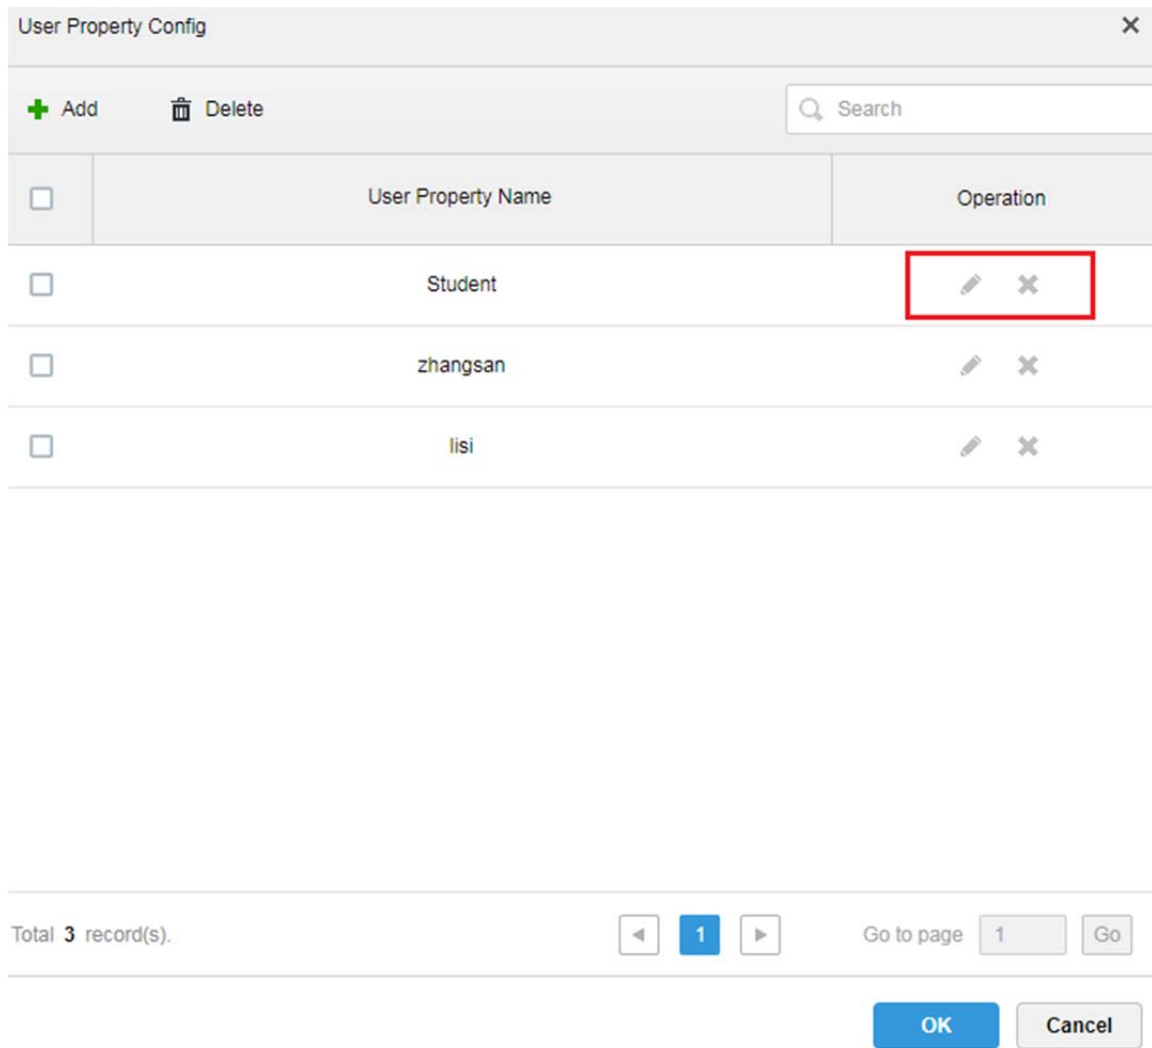 User Property Config
Add Delete Search
User Property Name Operation
Student
zhangsan
lisi
Total 3 record(s). 1 Go to page 1 Go
OK Cancel